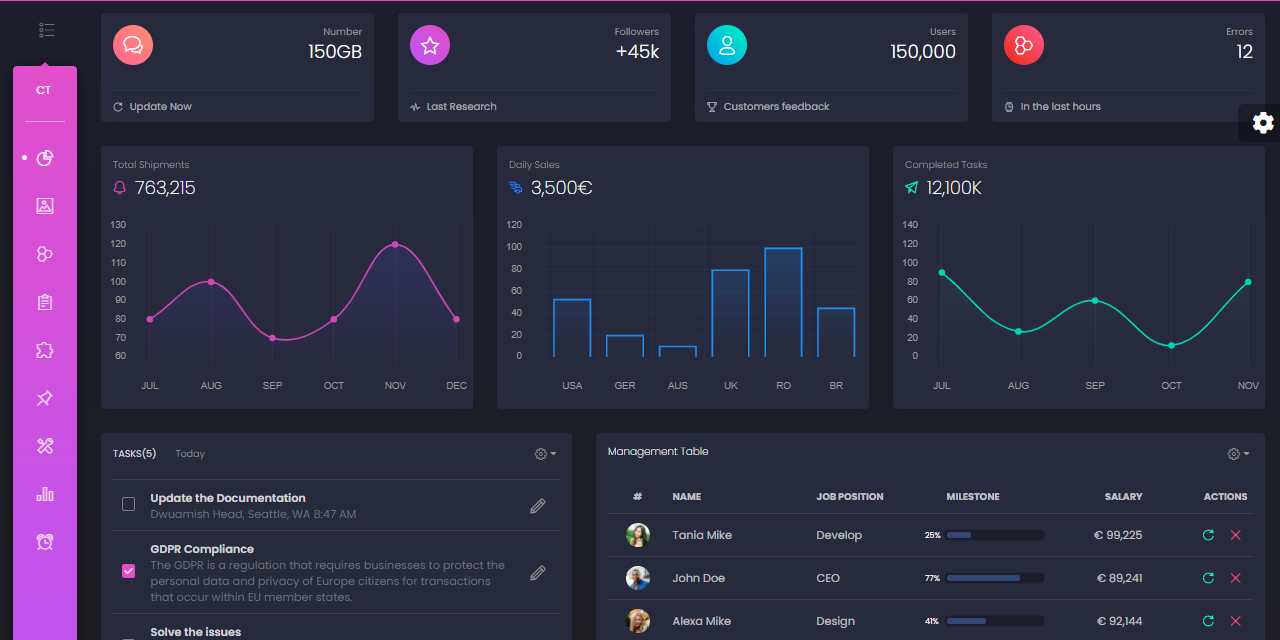 CT
Number
150GB
Update Now
Followers
+45k
Last Research
Users
150,000
Customers feedback
Errors
12
In the last hours
Total Shipments
763,215
130
120
110
100
90
80
70
60
JUL AUG SEP OCT NOV DEC
Daily Sales
3,500€
120
100
80
60
40
20
0
USA GER AUS UK RO BR
Completed Tasks
12,100K
140
120
100
80
60
40
20
0
JUL AUG SEP OCT NOV
TASKS(5) Today
Update the Documentation
Dwuamish Head, Seattle, WA 8:47 AM
GDPR Compliance
The GDPR is a regulation that requires businesses to protect the
personal data and privacy of Europe citizens for transactions
that occur within EU member states.
Solve the issues
Management Table
# NAME JOB POSITION MILESTONE SALARY ACTIONS
Tania Mike Develop 25% € 99,225
John Doe CEO 77% € 89,241
Alexa Mike Design 41% € 92,144